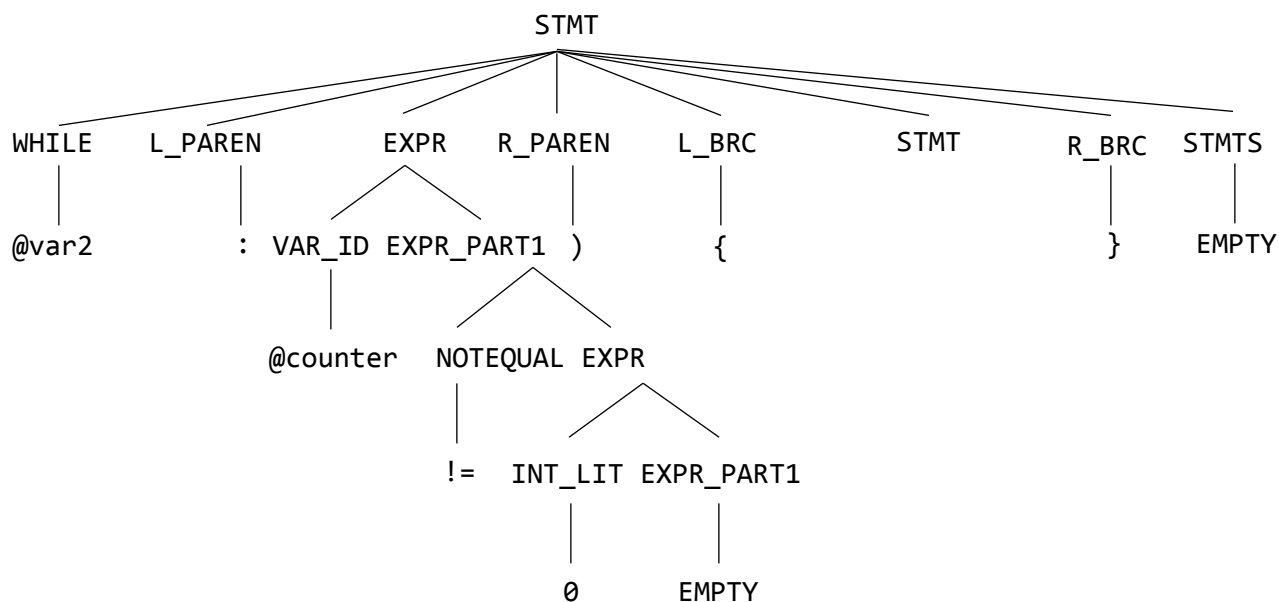 STMT
WHILE L_PAREN EXPR R_PAREN L_BRC STMT R_BRC STMTS
@var2 : VAR_ID EXPR_PART1 ) { } EMPTY
@counter NOTEQUAL EXPR
!= INT_LIT EXPR_PART1
0 EMPTY